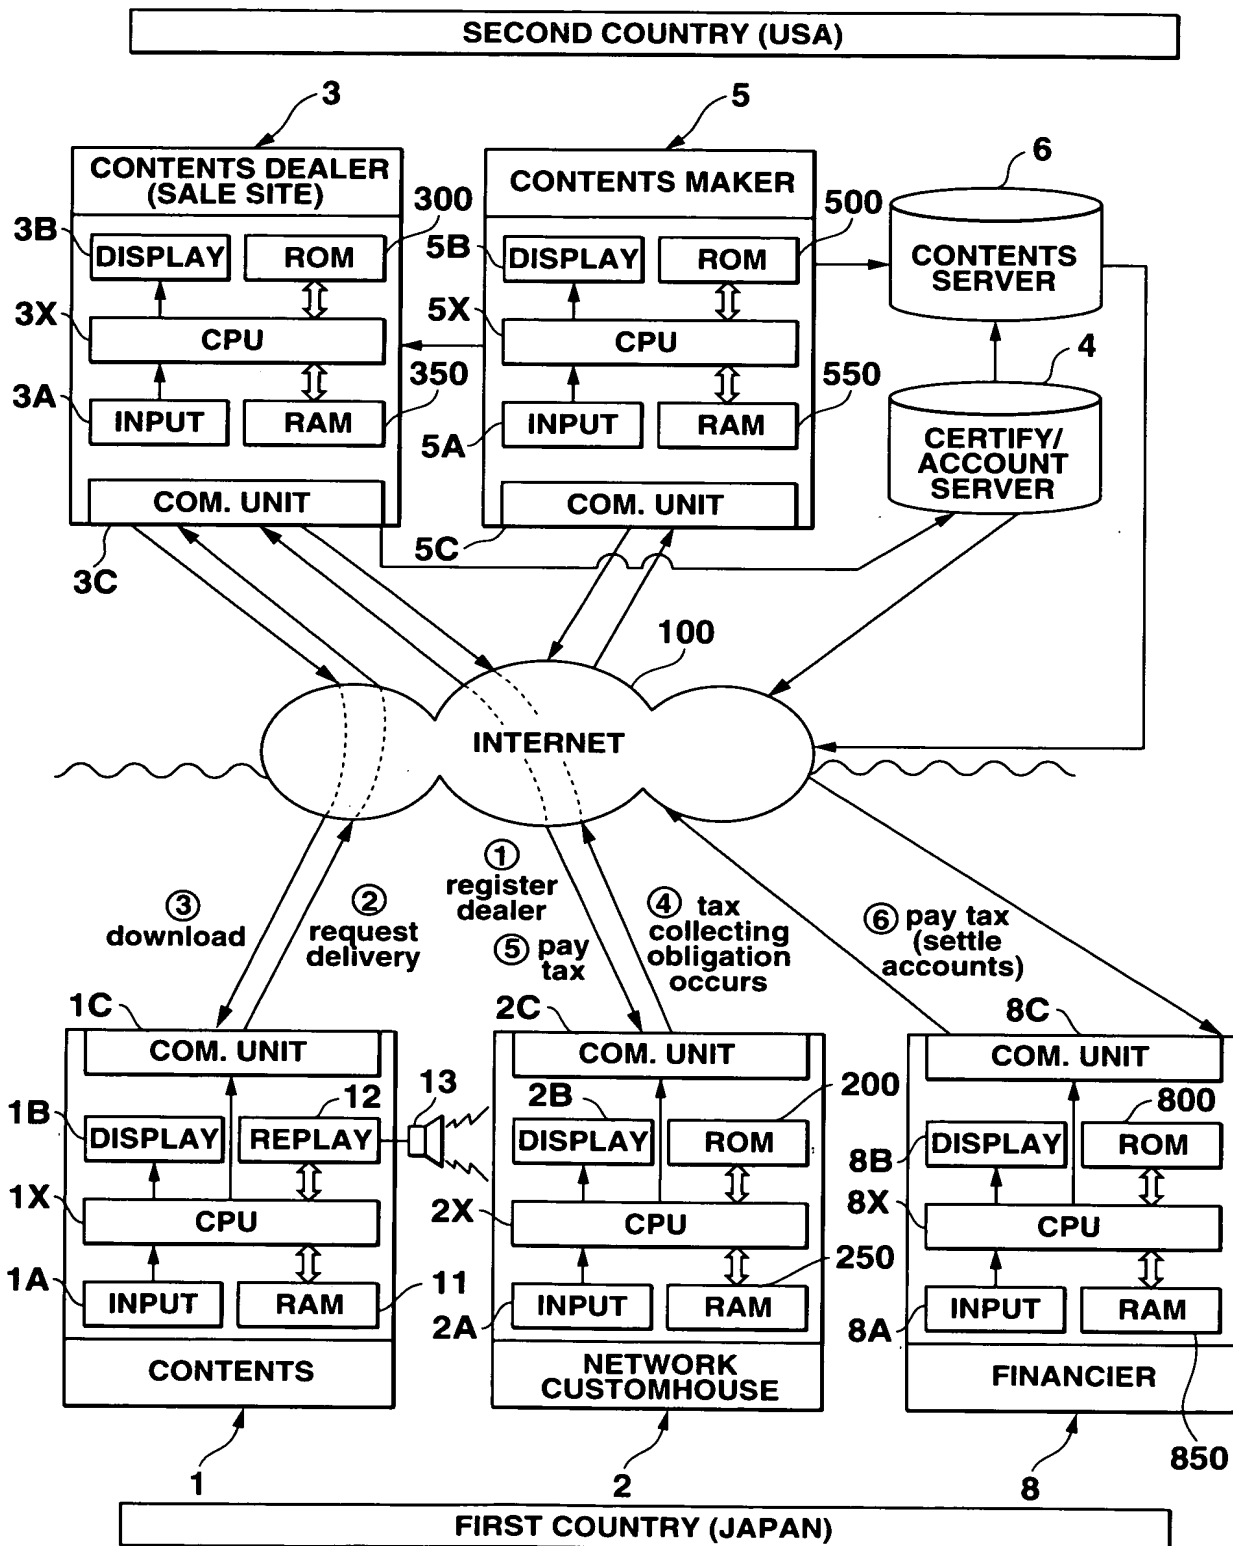 SECOND COUNTRY (USA)
3
5
6
CONTENTS DEALER
(SALE SITE)
300
3B
DISPLAY
ROM
3X
CPU
350
3A
INPUT
RAM
COM. UNIT
3C
CONTENTS MAKER
500
5B
DISPLAY
ROM
5X
CPU
550
5A
INPUT
RAM
COM. UNIT
5C
CONTENTS
SERVER
4
CERTIFY/
ACCOUNT
SERVER
100
INTERNET
③
download
②
request
delivery
①
register
dealer
⑤ pay
tax
④ tax
collecting
obligation
occurs
⑥ pay tax
(settle
accounts)
1C
COM. UNIT
12
13
1B
DISPLAY
REPLAY
1X
CPU
1A
INPUT
RAM
11
CONTENTS
1
2C
COM. UNIT
2B
200
DISPLAY
ROM
2X
CPU
250
2A
INPUT
RAM
NETWORK
CUSTOMHOUSE
2
8C
COM. UNIT
800
8B
DISPLAY
ROM
8X
CPU
8A
INPUT
RAM
FINANCIER
850
8
FIRST COUNTRY (JAPAN)